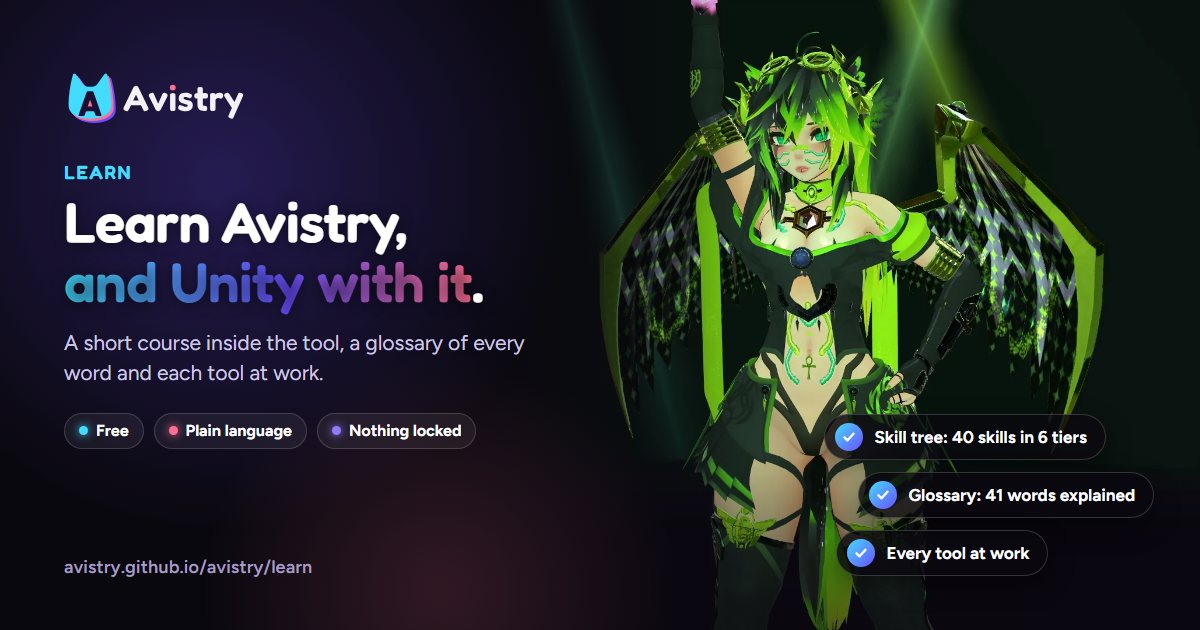 Avistry
LEARN
Learn Avistry,
and Unity with it.
A short course inside the tool, a glossary of every
word and each tool at work.
Free
Plain language
Nothing locked
Skill tree: 40 skills in 6 tiers
Glossary: 41 words explained
Every tool at work
avistry.github.io/avistry/learn